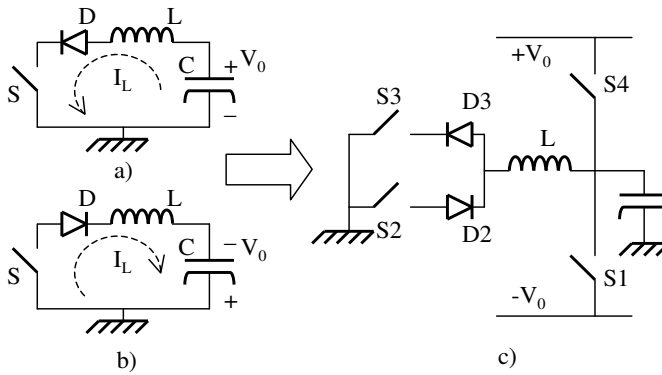 D
L
S
I_L
C
+
V_0
−
a)
D
L
S
I_L
C
−
V_0
+
b)
+V_0
S4
S3
D3
L
S2
D2
S1
-V_0
c)